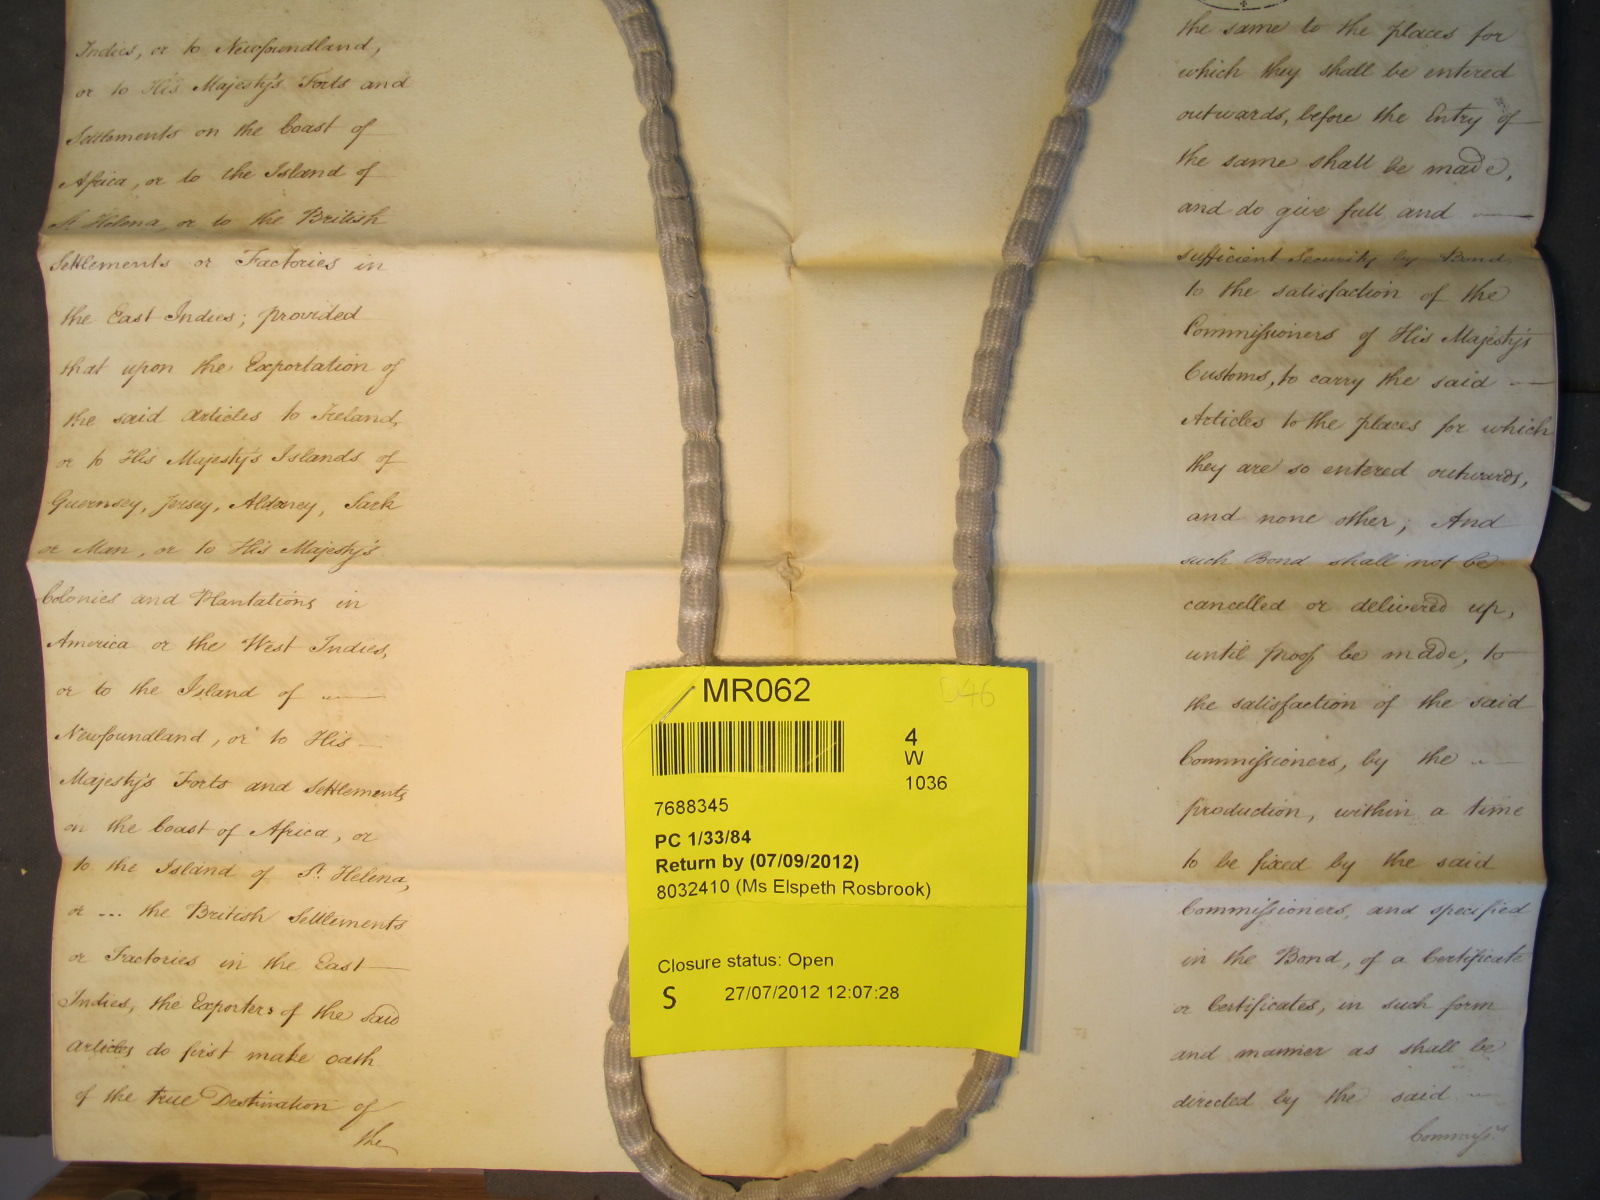 Indies, or to Newfoundland,
or to His Majesty's Forts and
Settlements on the Coast of
Africa, or to the Island of
St Helena, or to the British
Settlements or Factories in
the East Indies; provided
that upon the Exportation of
the said Articles to Ireland,
or to His Majesty's Islands of
Guernsey, Jersey, Alderney, Sark
or Man, or to His Majesty's
Colonies and Plantations in
America or the West Indies,
or to the Island of
Newfoundland, or to His
Majesty's Forts and Settlements
on the Coast of Africa, or
to the Island of St. Helena,
or ... the British Settlements
or Factories in the East
Indies, the Exporters of the said
articles do first make oath
of the true Destination of
the
the same to the places for
which they shall be entered
outwards, before the Entry of
the same shall be made,
and do give full and
sufficient Security by Bond
to the satisfaction of the
Commissioners of His Majesty's
Customs, to carry the said
Articles to the places for which
they are so entered outwards,
and none other; And
such Bond shall not be
cancelled or delivered up,
until proof be made, to
the satisfaction of the said
Commissioners, by the
production, within a time
to be fixed by the said
Commissioners, and specified
in the Bond, of a Certificate
or Certificates, in such form
and manner as shall be
directed by the said
Commissrs
MR062
D46
4
W
1036
7688345
PC 1/33/84
Return by (07/09/2012)
8032410 (Ms Elspeth Rosbrook)
Closure status: Open
S 27/07/2012 12:07:28